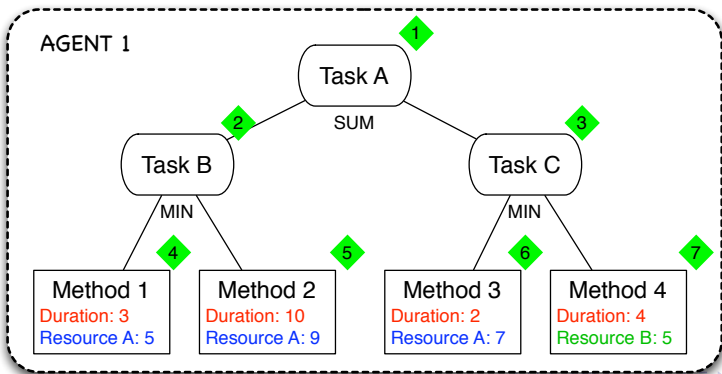 AGENT 1
1
Task A
SUM
2
3
Task B
Task C
MIN
MIN
4
5
6
7
Method 1
Duration: 3
Resource A: 5
Method 2
Duration: 10
Resource A: 9
Method 3
Duration: 2
Resource A: 7
Method 4
Duration: 4
Resource B: 5